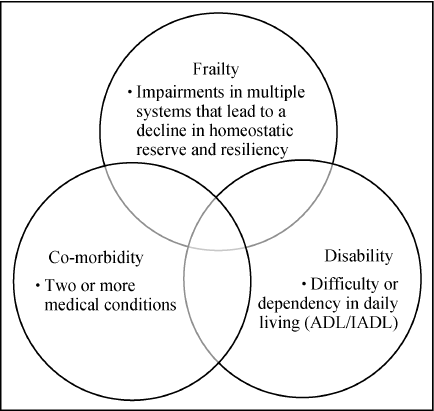 Frailty
• Impairments in multiple
systems that lead to a
decline in homeostatic
reserve and resiliency
Co-morbidity
• Two or more
medical conditions
Disability
• Difficulty or
dependency in daily
living (ADL/IADL)